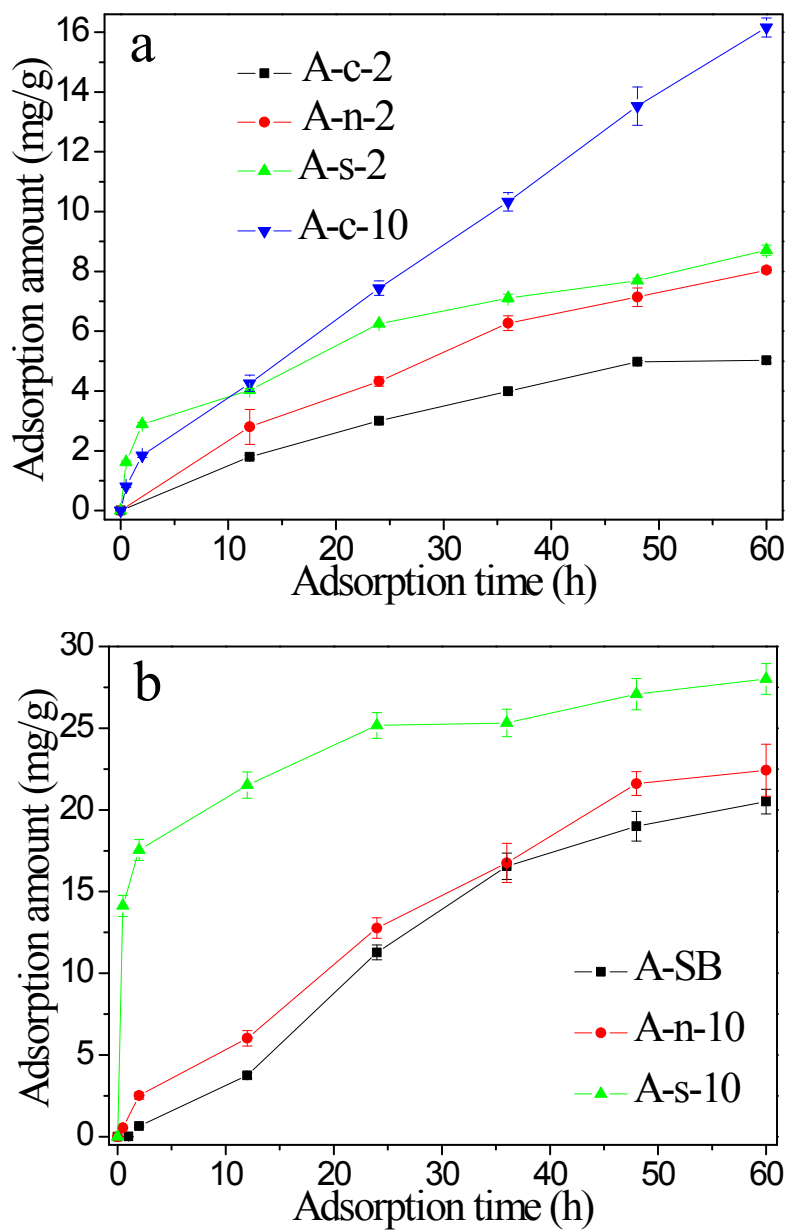 a
A-c-2
A-n-2
A-s-2
A-c-10
Adsorption amount (mg/g)
16
14
12
10
8
6
4
2
0
0 10 20 30 40 50 60
Adsorption time (h)
b
Adsorption amount (mg/g)
30
25
20
15
10
5
0
A-SB
A-n-10
A-s-10
0 10 20 30 40 50 60
Adsorption time (h)